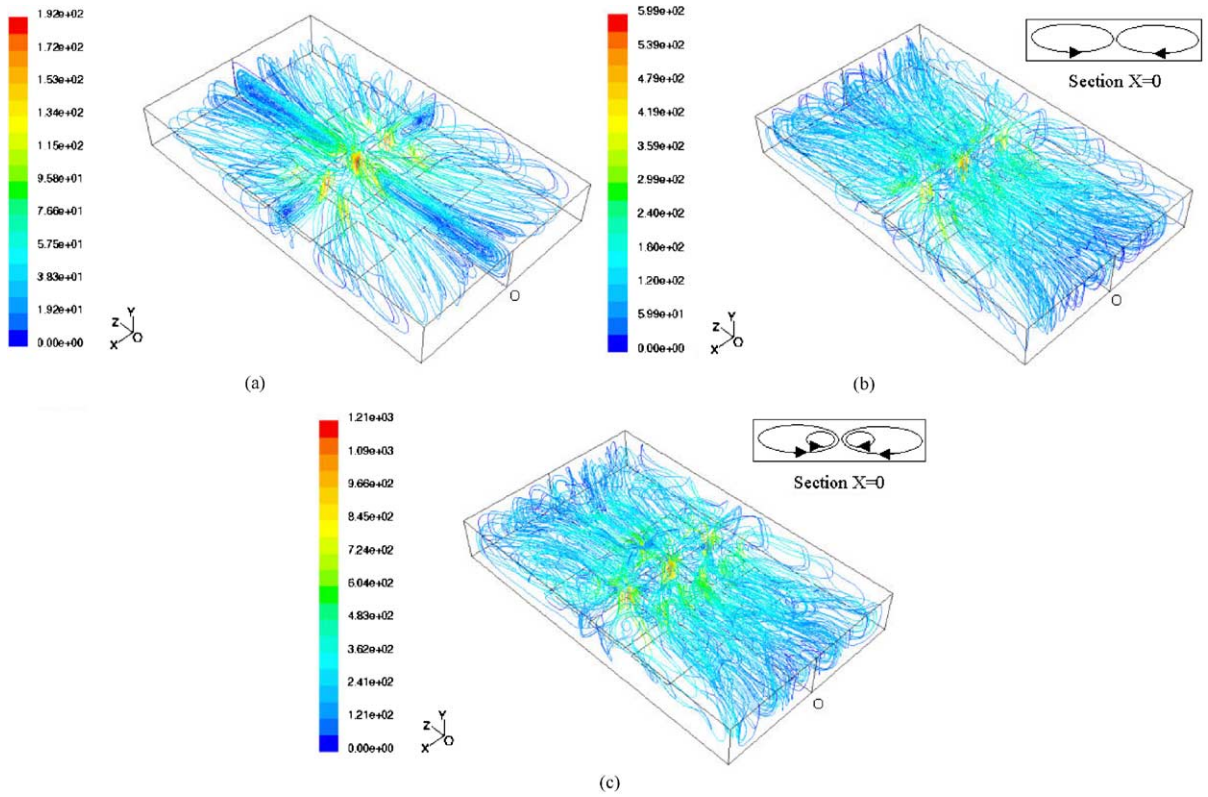 1.92e+02
1.72e+02
1.53e+02
1.34e+02
1.15e+02
9.58e+01
7.66e+01
5.75e+01
3.83e+01
1.92e+01
0.00e+00
Y
Z
X
O
O
(a)
5.99e+02
5.39e+02
4.79e+02
4.19e+02
3.59e+02
2.99e+02
2.40e+02
1.80e+02
1.20e+02
5.99e+01
0.00e+00
Section X=0
Y
Z
X
O
O
(b)
1.21e+03
1.09e+03
9.66e+02
8.45e+02
7.24e+02
6.04e+02
4.83e+02
3.62e+02
2.41e+02
1.21e+02
0.00e+00
Section X=0
Y
Z
X
O
O
(c)